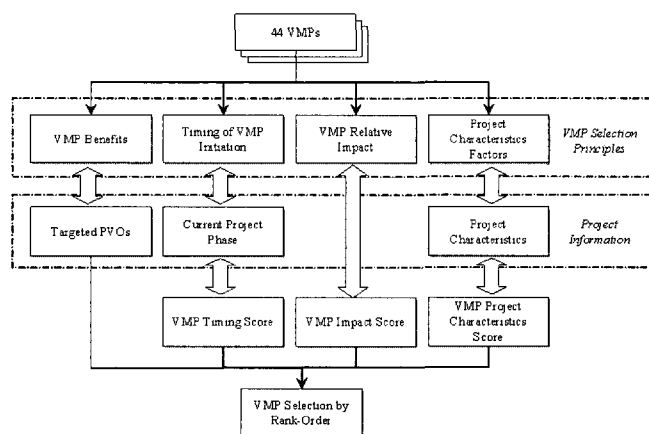 44 VMPs
VMP Benefits
Timing of VMP
Initiation
VMP Relative
Impact
Project
Characteristics
Factors
VMP Selection
Principles
Targeted PVOs
Current Project
Phase
Project
Characteristics
Project
Information
VMP Timing Score
VMP Impact Score
VMP Project
Characteristics
Score
VMP Selection by
Rank-Order